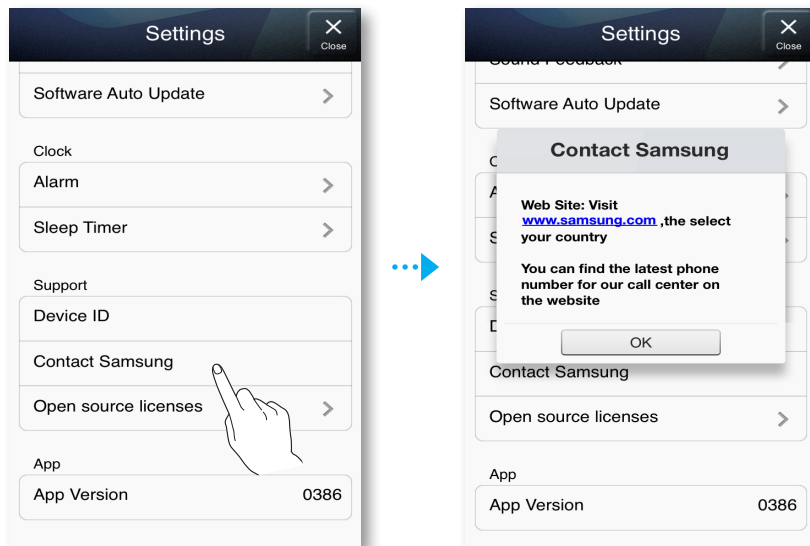 Settings
Close
Software Auto Update
Clock
Alarm
Sleep Timer
Support
Device ID
Contact Samsung
Open source licenses
App
App Version 0386
Settings
Close
Sound Feedback
Software Auto Update
Contact Samsung
Web Site: Visit
www.samsung.com ,the select
your country
You can find the latest phone
number for our call center on
the website
OK
Contact Samsung
Open source licenses
App
App Version 0386